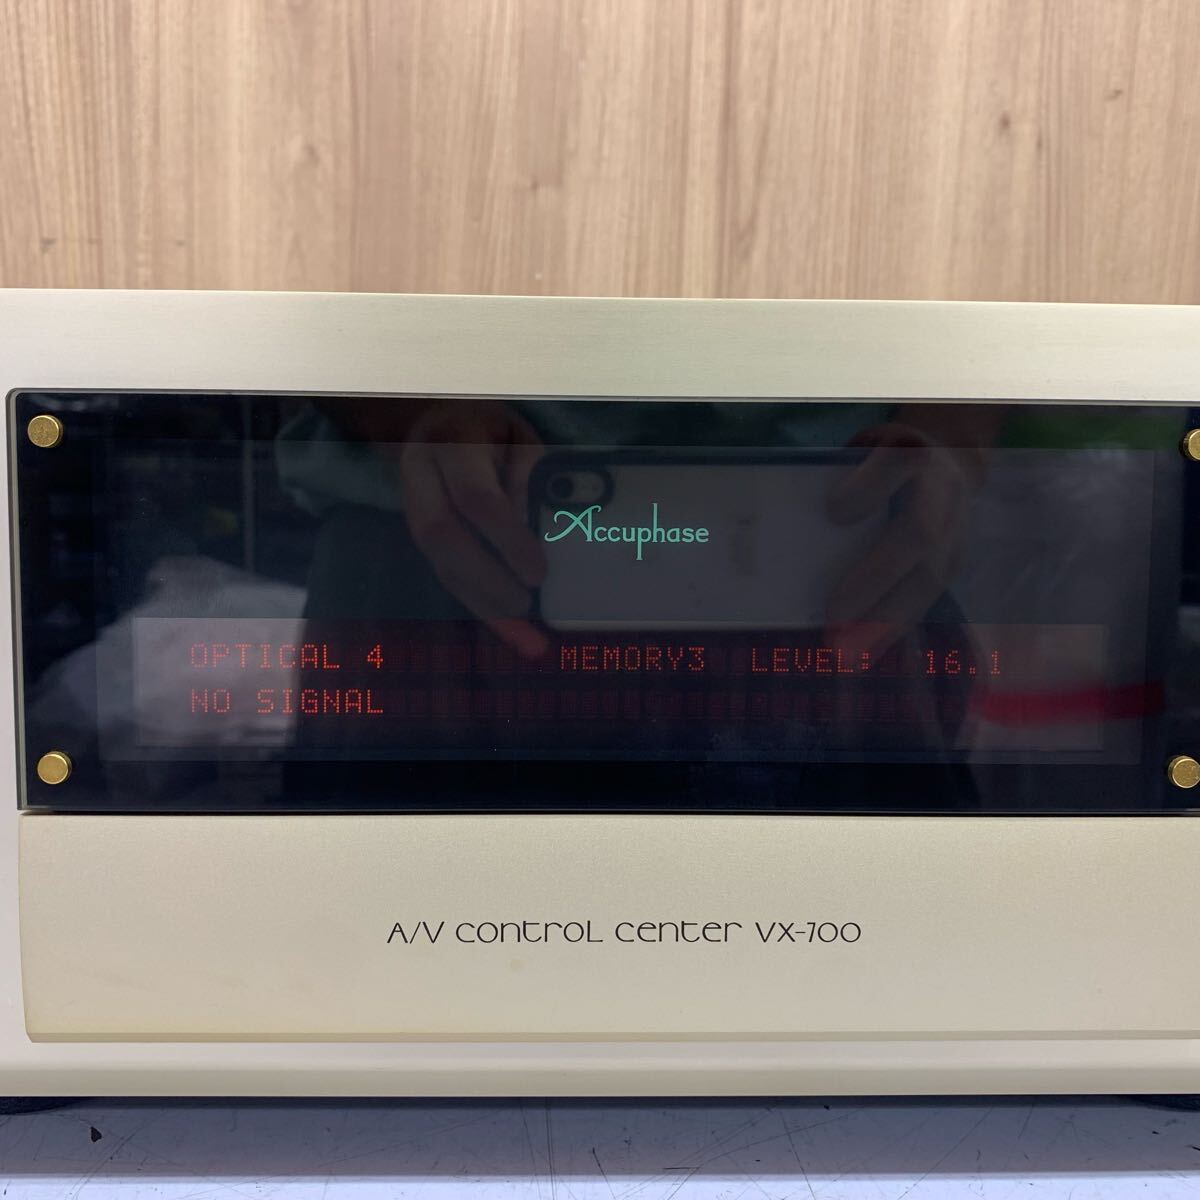 Accuphase
OPTICAL 4 MEMORY3 LEVEL: 16.1
NO SIGNAL
A/V control center VX-700